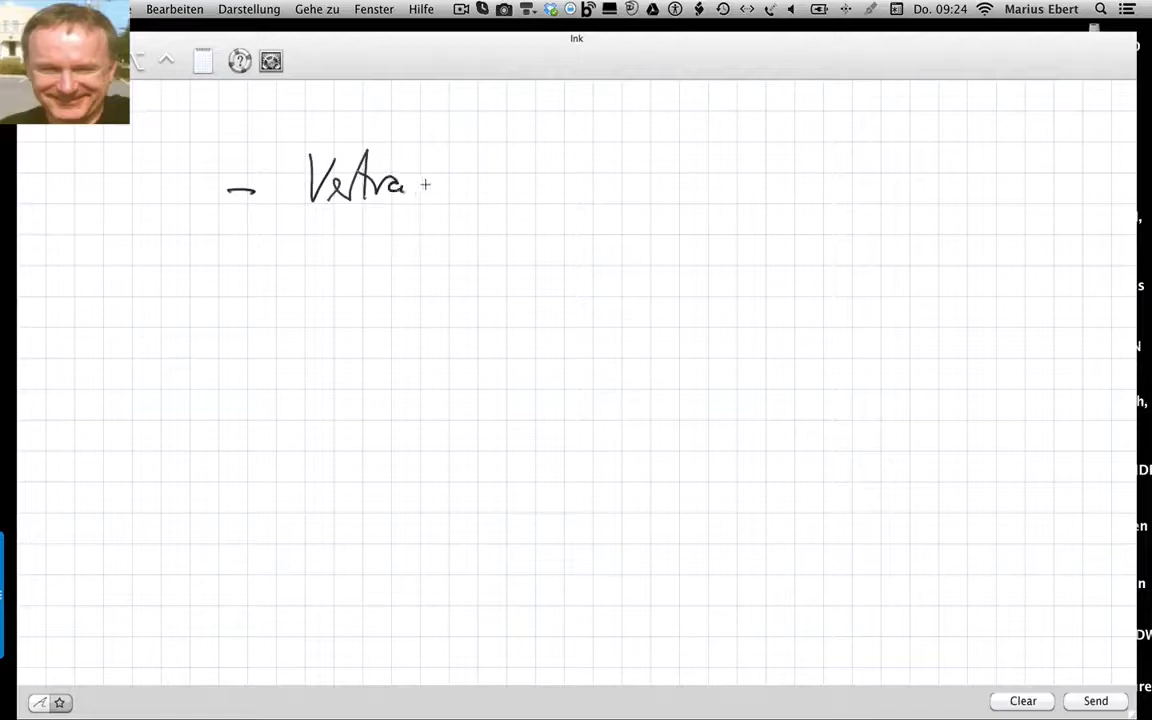 Bearbeiten Darstellung Gehe zu Fenster Hilfe Do. 09:24 Marius Ebert
Ink
- Vertra
Clear Send